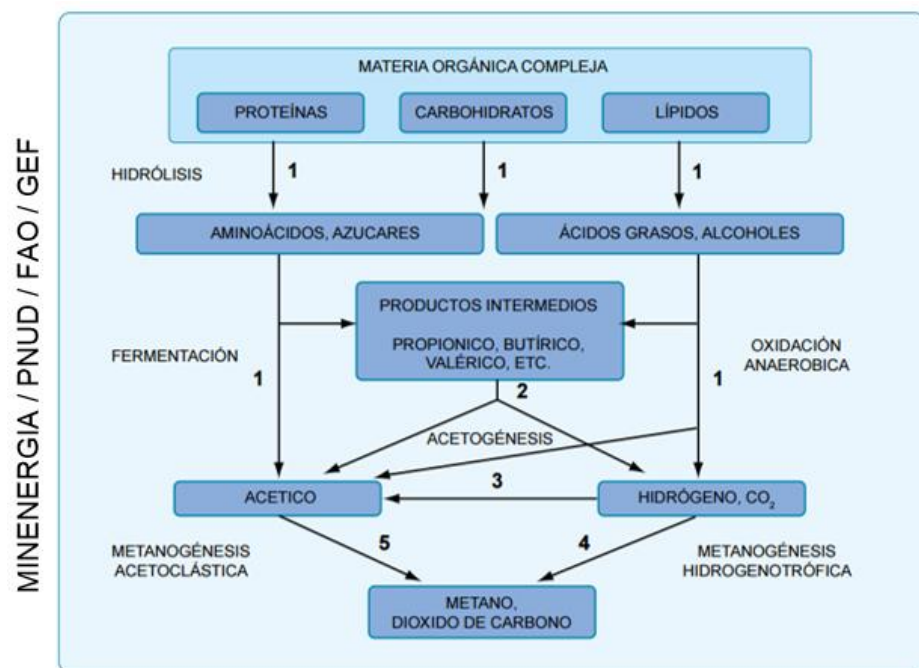 MINENERGIA / PNUD / FAO / GEF
MATERIA ORGÁNICA COMPLEJA
PROTEÍNAS
CARBOHIDRATOS
LÍPIDOS
HIDRÓLISIS
1
1
1
AMINOÁCIDOS, AZUCARES
ÁCIDOS GRASOS, ALCOHOLES
PRODUCTOS INTERMEDIOS
PROPIONICO, BUTÍRICO,
VALÉRICO, ETC.
FERMENTACIÓN
OXIDACIÓN
ANAEROBICA
1
2
1
ACETOGÉNESIS
ACETICO
3
HIDRÓGENO, CO₂
METANOGÉNESIS
ACETOCLÁSTICA
5
4
METANOGÉNESIS
HIDROGENOTRÓFICA
METANO,
DIOXIDO DE CARBONO